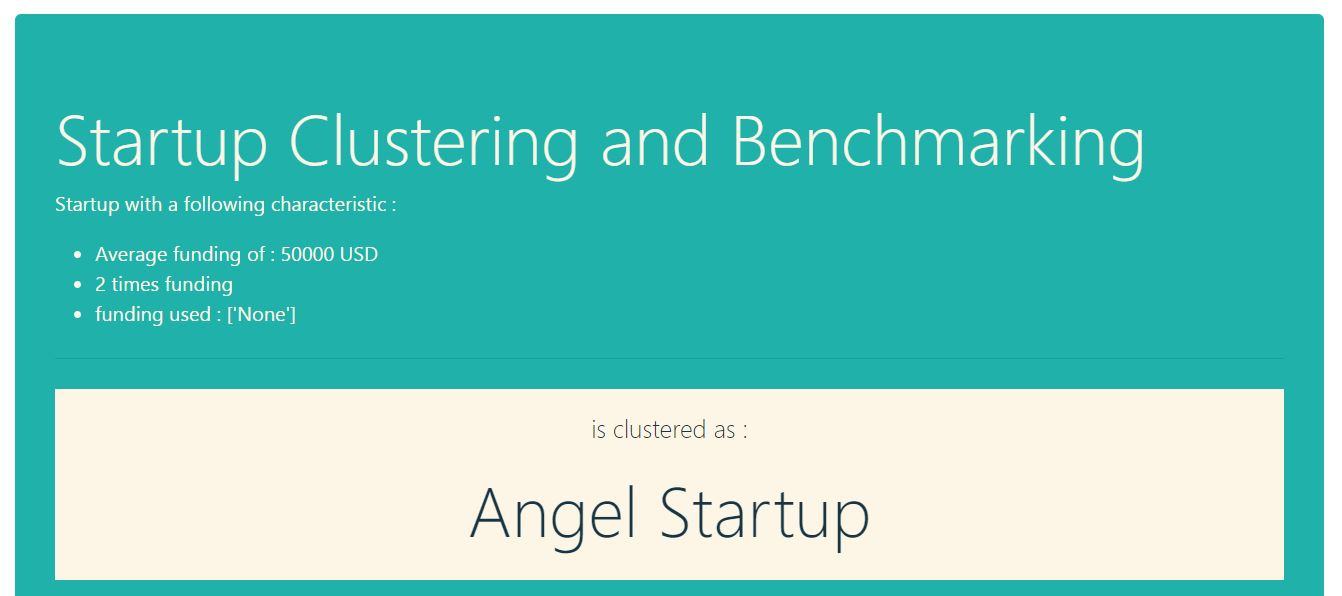 Startup Clustering and Benchmarking
Startup with a following characteristic :
• Average funding of : 50000 USD
• 2 times funding
• funding used : ['None']
is clustered as :
Angel Startup